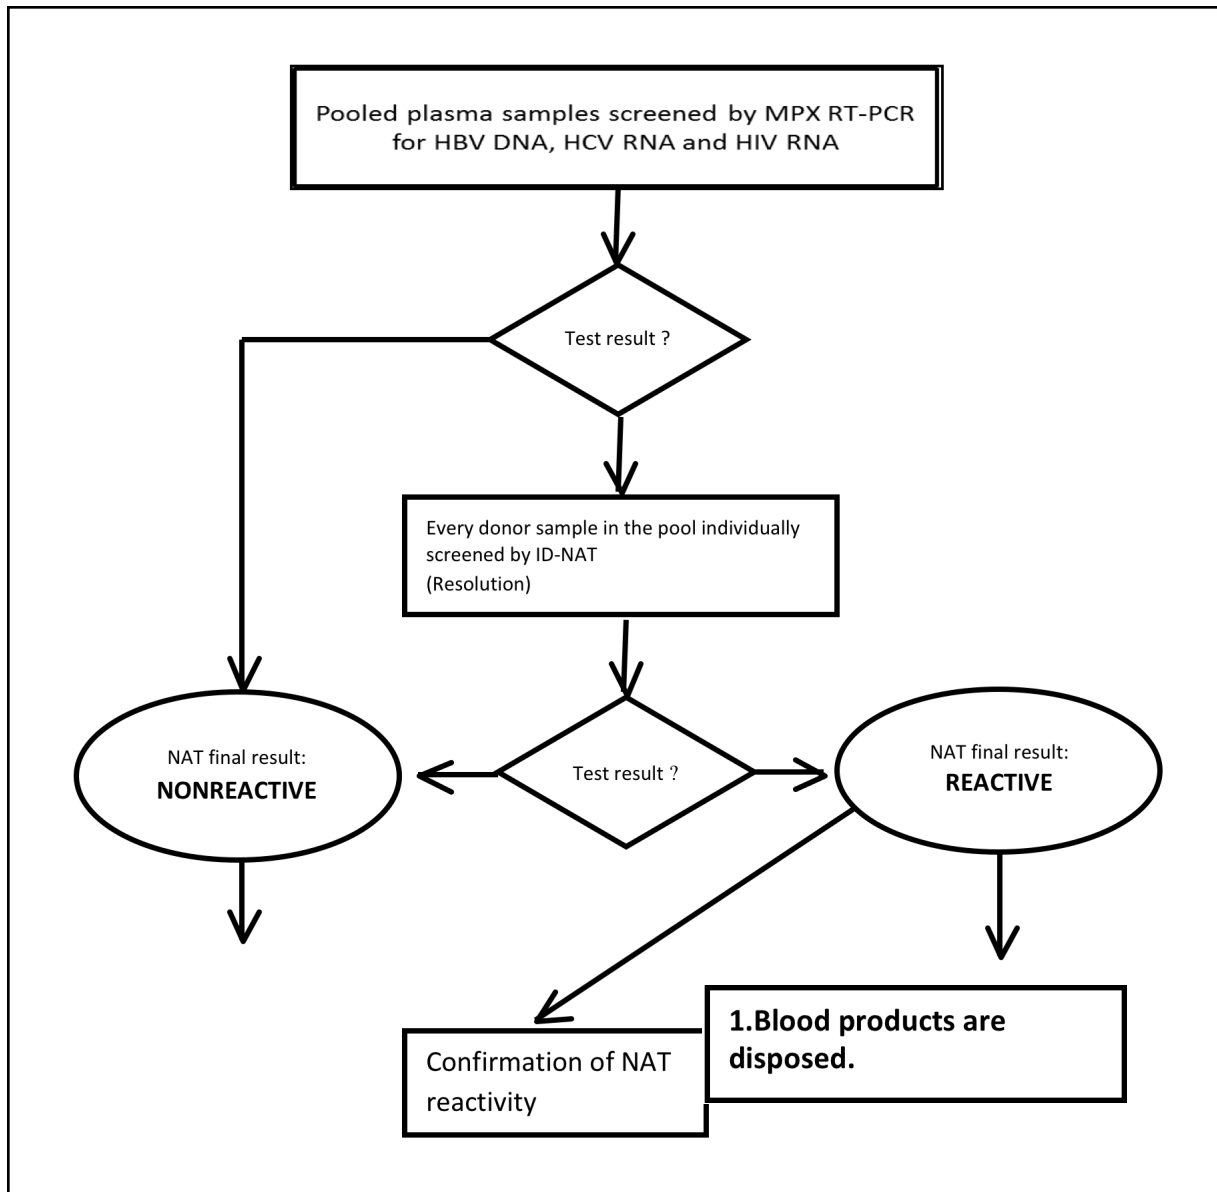 Pooled plasma samples screened by MPX RT-PCR
for HBV DNA, HCV RNA and HIV RNA
Test result ?
Every donor sample in the pool individually
screened by ID-NAT
(Resolution)
NAT final result:
NONREACTIVE
Test result ?
NAT final result:
REACTIVE
Confirmation of NAT
reactivity
1.Blood products are
disposed.